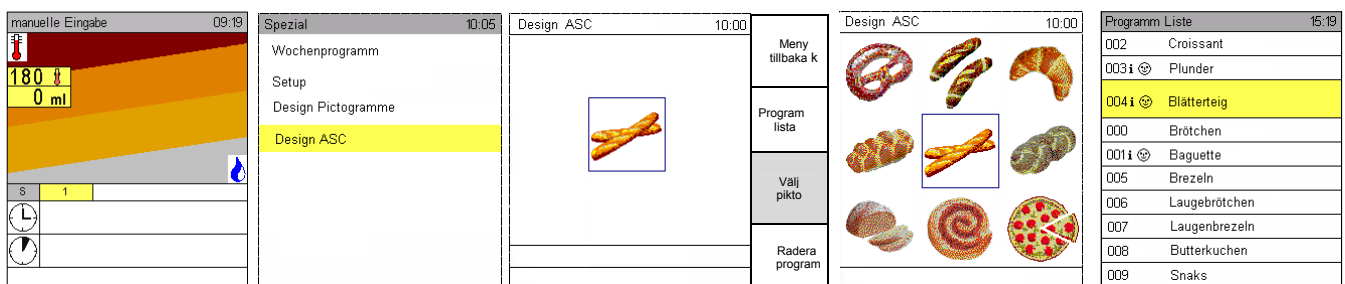 manuelle Eingabe 09:19
180
0 ml
S 1
Spezial 10:05
Wochenprogramm
Setup
Design Pictogramme
Design ASC
Design ASC 10:00
Meny
tillbaka k
Program
lista
Välj
pikto
Radera
program
Design ASC 10:00
Programm Liste 15:19
002 Croissant
003 i Plunder
004 i Blätterteig
000 Brötchen
001 i Baguette
005 Brezeln
006 Laugebrötchen
007 Laugenbrezeln
008 Butterkuchen
009 Snaks